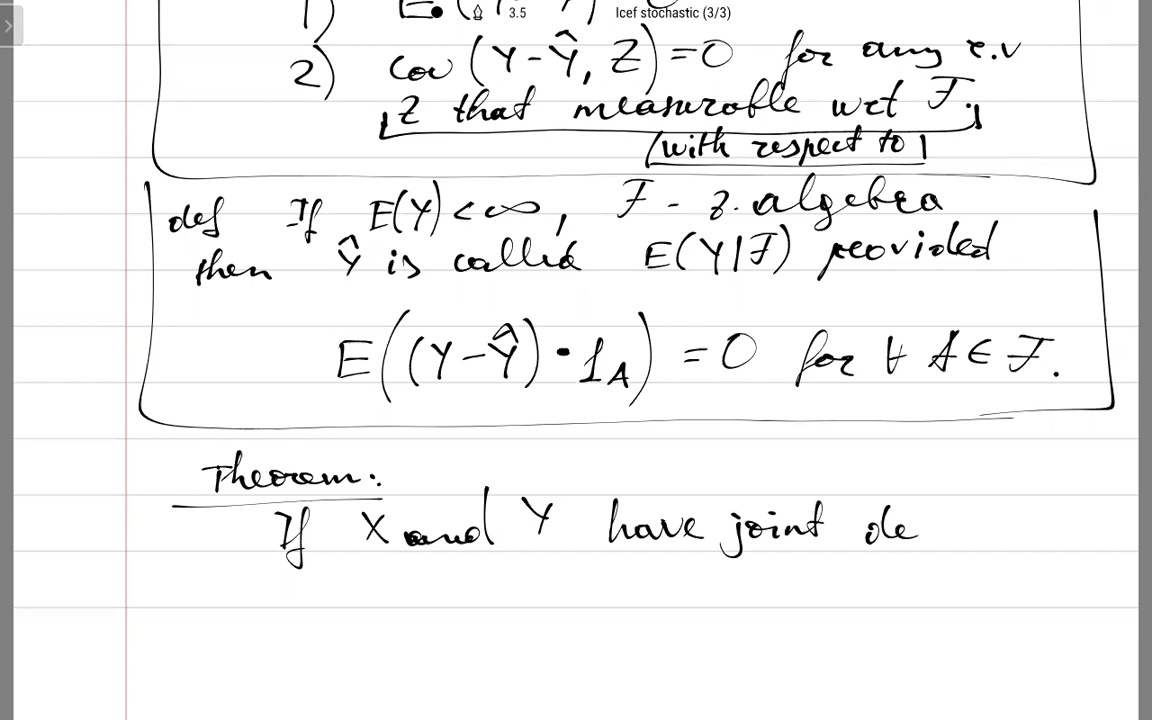 1) E
3.5 Icef stochastic (3/3)
2) cov (Y-Ŷ, Z) = 0 for any r.v
Z that measurable wrt F.
(with respect to)
def If E(Y) < ∞, F - z. algebra
then Ŷ is called E(Y|F) provided
E((Y-Ŷ) • 1_A) = 0 for ∀ A ∈ F.
Theorem:
If X and Y have joint de